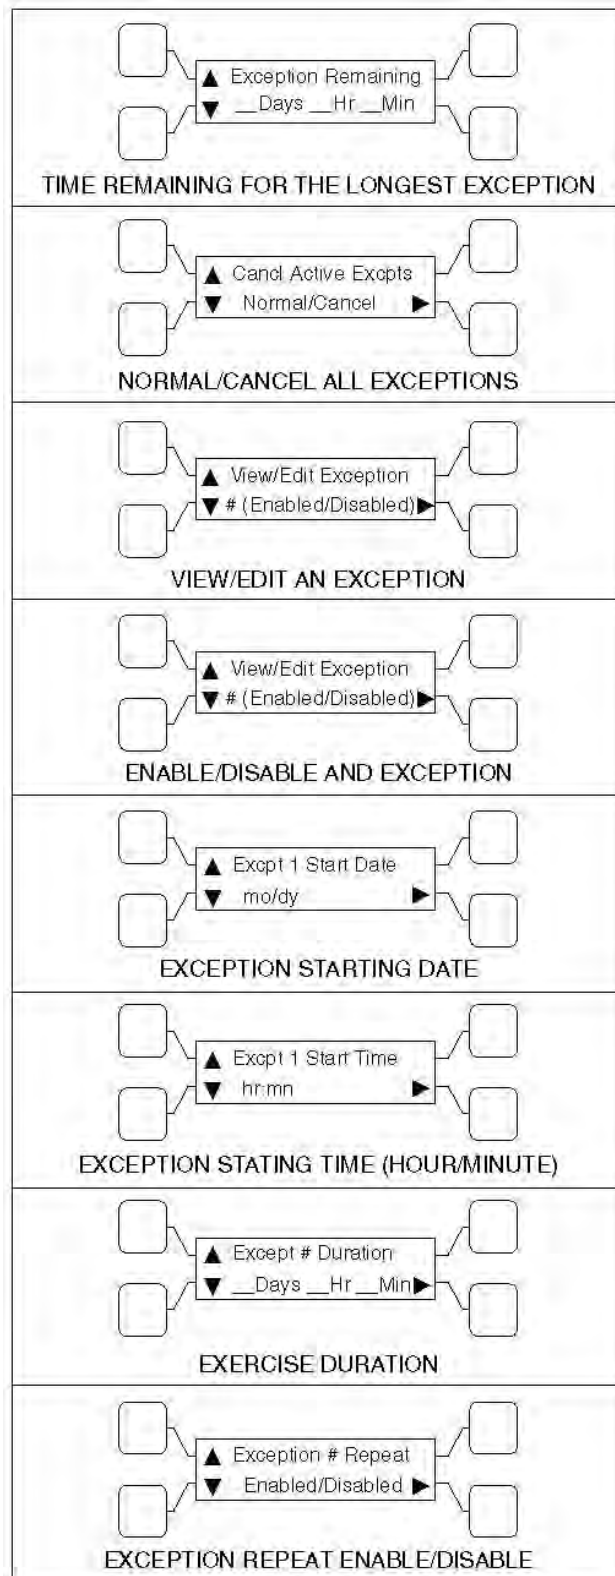 ▲ Exception Remaining
▼ __Days __Hr __Min
TIME REMAINING FOR THE LONGEST EXCEPTION
▲ Cancl Active Excpts
▼ Normal/Cancel ▶
NORMAL/CANCEL ALL EXCEPTIONS
▲ View/Edit Exception
▼ # (Enabled/Disabled) ▶
VIEW/EDIT AN EXCEPTION
▲ View/Edit Exception
▼ # (Enabled/Disabled) ▶
ENABLE/DISABLE AND EXCEPTION
▲ Excpt 1 Start Date
▼ mo/dy ▶
EXCEPTION STARTING DATE
▲ Excpt 1 Start Time
▼ hr:mn ▶
EXCEPTION STATING TIME (HOUR/MINUTE)
▲ Except # Duration
▼ __Days __Hr __Min ▶
EXERCISE DURATION
▲ Exception # Repeat
▼ Enabled/Disabled ▶
EXCEPTION REPEAT ENABLE/DISABLE